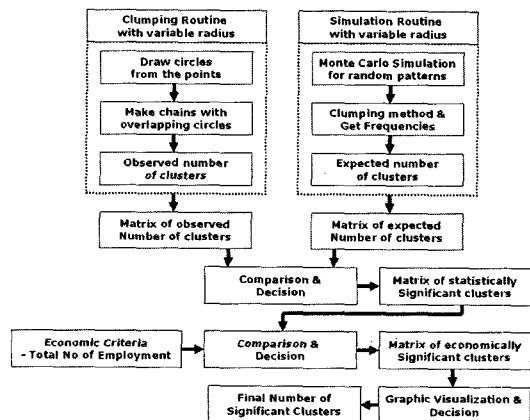 Clumping Routine
with variable radius
Draw circles
from the points
Make chains with
overlapping circles
Observed number
of clusters
Matrix of observed
Number of clusters
Simulation Routine
with variable radius
Monte Carlo Simulation
for random patterns
Clumping method &
Get Frequencies
Expected number
of clusters
Matrix of expected
Number of clusters
Comparison &
Decision
Matrix of statistically
Significant clusters
Economic Criteria
- Total No of Employment
Comparison &
Decision
Matrix of economically
Significant clusters
Final Number of
Significant Clusters
Graphic Visualization &
Decision